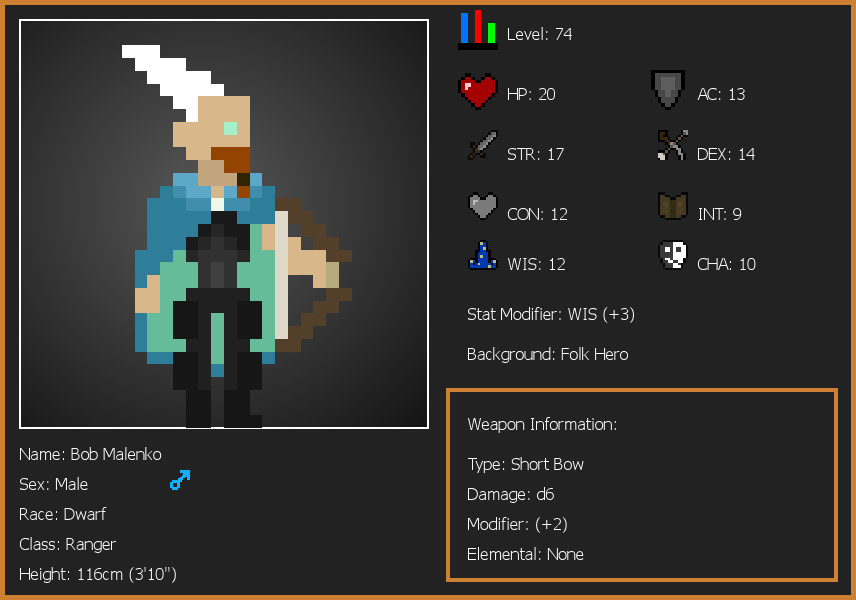 Level: 74
HP: 20
AC: 13
STR: 17
DEX: 14
CON: 12
INT: 9
WIS: 12
CHA: 10
Stat Modifier: WIS (+3)
Background: Folk Hero
Weapon Information:
Type: Short Bow
Damage: d6
Modifier: (+2)
Elemental: None
Name: Bob Malenko
Sex: Male
Race: Dwarf
Class: Ranger
Height: 116cm (3'10")